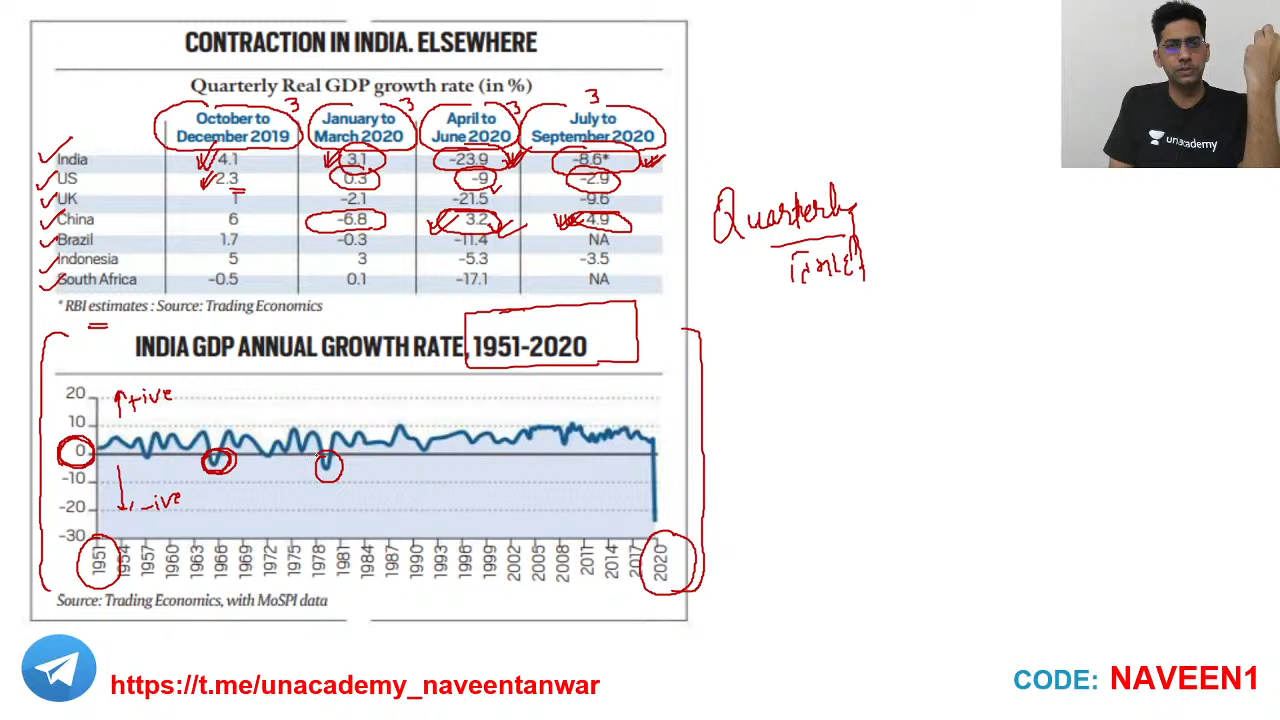 CONTRACTION IN INDIA. ELSEWHERE
Quarterly Real GDP growth rate (in %)
3 3 3 3
October to December 2019 January to March 2020 April to June 2020 July to September 2020
India 4.1 3.1 -23.9 -8.6*
US 2.3 0.3 -9 -2.9
UK 1 -2.1 -21.5 -9.6
China 6 -6.8 3.2 4.9
Brazil 1.7 -0.3 -11.4 NA
Indonesia 5 3 -5.3 -3.5
South Africa -0.5 0.1 -17.1 NA
* RBI estimates : Source: Trading Economics
INDIA GDP ANNUAL GROWTH RATE, 1951-2020
20
10
0
-10
-20
-30
+ive
-ive
1951 1954 1957 1960 1963 1966 1969 1972 1975 1978 1981 1984 1987 1990 1993 1996 1999 2002 2005 2008 2011 2014 2017 2020
Source: Trading Economics, with MoSPI data
Quarterly
unacademy
https://t.me/unacademy_naveentanwar
CODE: NAVEEN1